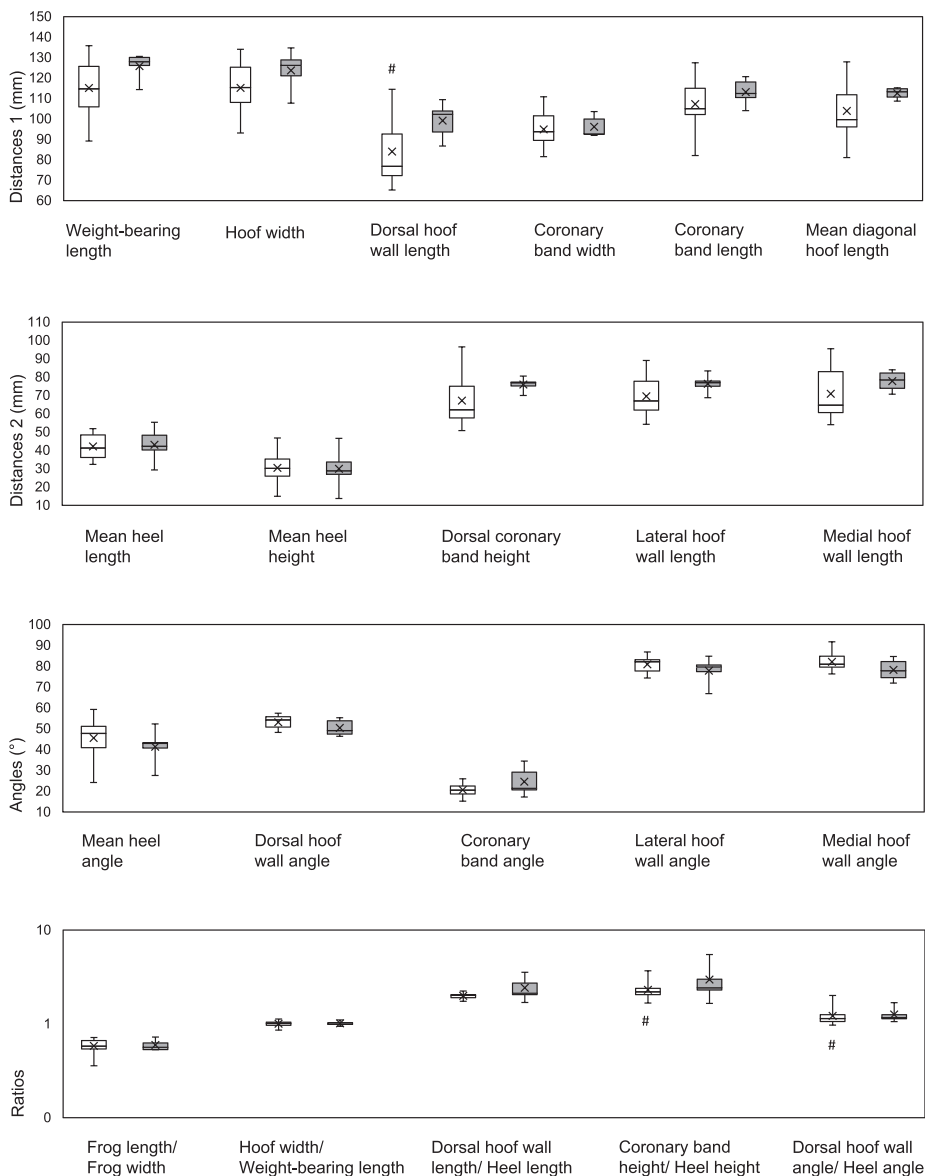 150
140
130
120
110
100
90
80
70
60
Distances 1 (mm)
#
Weight-bearing length
Hoof width
Dorsal hoof wall length
Coronary band width
Coronary band length
Mean diagonal hoof length
110
100
90
80
70
60
50
40
30
20
10
Distances 2 (mm)
Mean heel length
Mean heel height
Dorsal coronary band height
Lateral hoof wall length
Medial hoof wall length
100
90
80
70
60
50
40
30
20
10
Angles (°)
Mean heel angle
Dorsal hoof wall angle
Coronary band angle
Lateral hoof wall angle
Medial hoof wall angle
10
1
0
Ratios
#
#
Frog length/ Frog width
Hoof width/ Weight-bearing length
Dorsal hoof wall length/ Heel length
Coronary band height/ Heel height
Dorsal hoof wall angle/ Heel angle